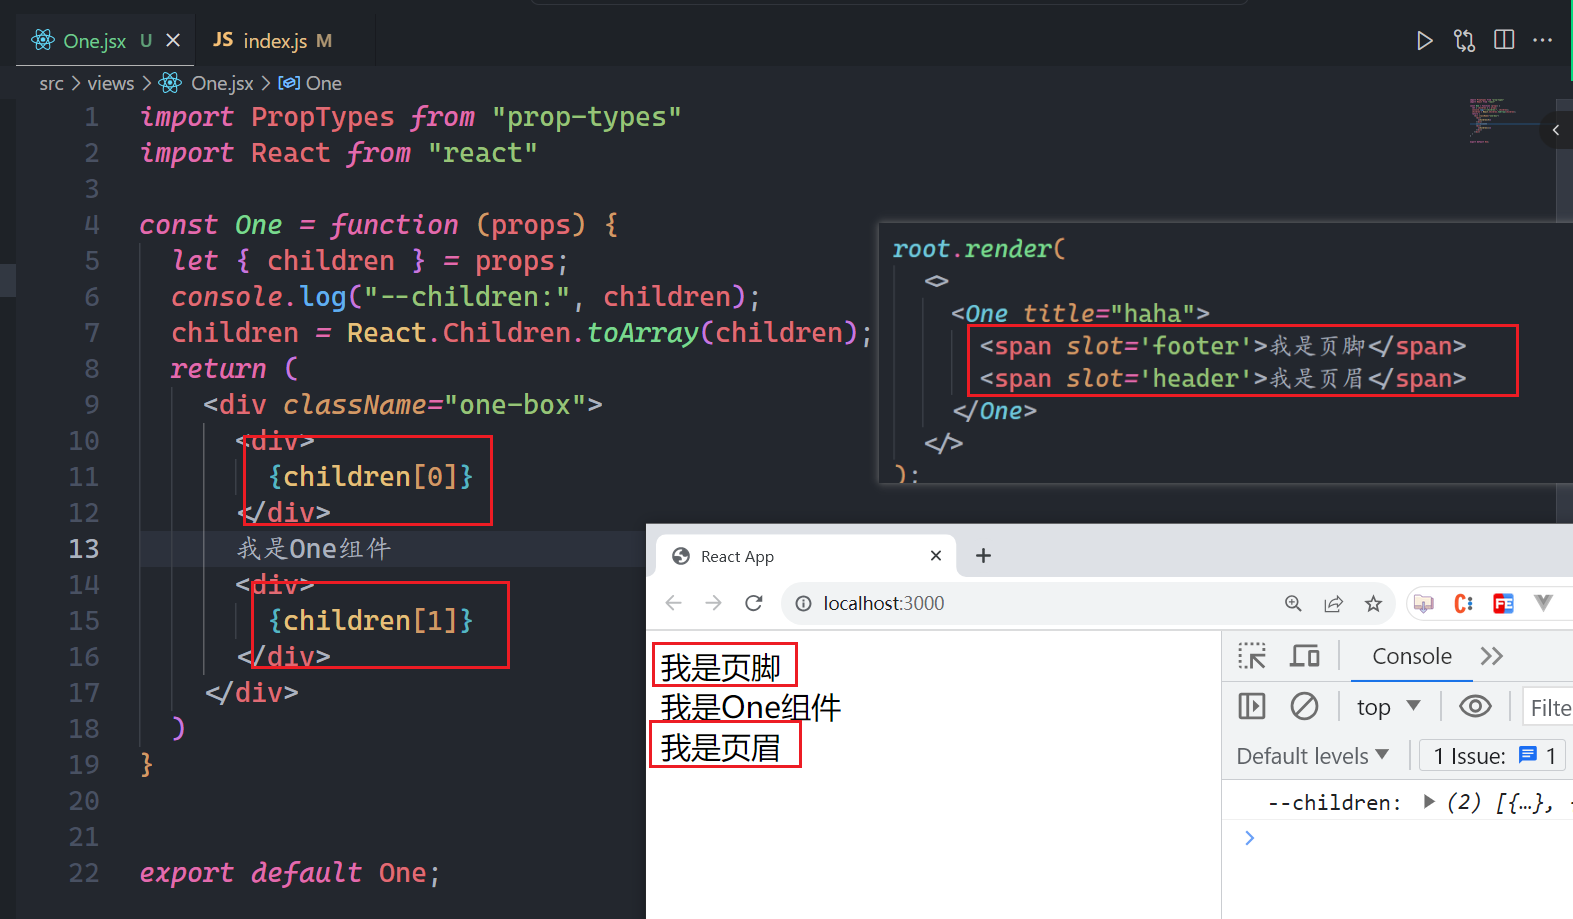 One.jsx U
JS index.js M
src > views > One.jsx > One
1 import PropTypes from "prop-types"
2 import React from "react"
3
4 const One = function (props) {
5 let { children } = props;
6 console.log("--children:", children);
7 children = React.Children.toArray(children);
8 return (
9 <div className="one-box">
10 <div>
11 {children[0]}
12 </div>
13 我是One组件
14 <div>
15 {children[1]}
16 </div>
17 </div>
18 )
19 }
20
21
22 export default One;
root.render(
<>
<One title="haha">
<span slot='footer'>我是页脚</span>
<span slot='header'>我是页眉</span>
</One>
</>
);
React App
localhost:3000
我是页脚
我是One组件
我是页眉
Console
top
Filte
Default levels
1 Issue: 1
--children: (2) [{…},